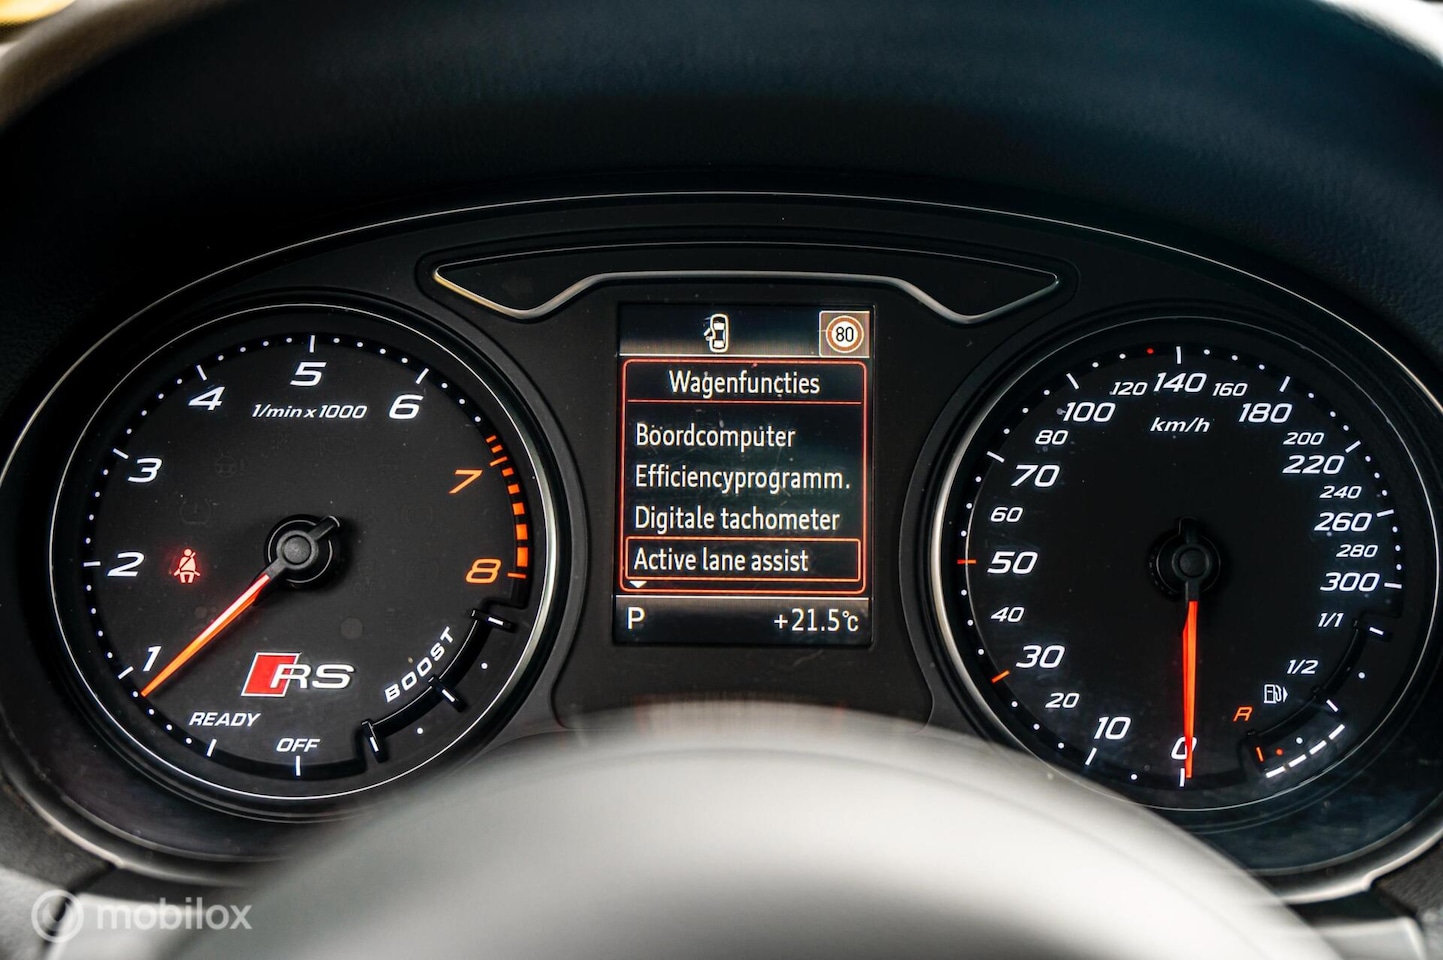 80
Wagenfuncties
Boordcomputer
Efficiencyprogramm.
Digitale tachometer
Active lane assist
P +21.5°C
OFF
READY
1
2
3
4
5
6
7
8
1/min x 1000
RS
BOOST
0
10
20
30
40
50
60
70
80
100
120
140
160
180
200
220
240
260
280
300
km/h
1/1
1/2
R
mobilox